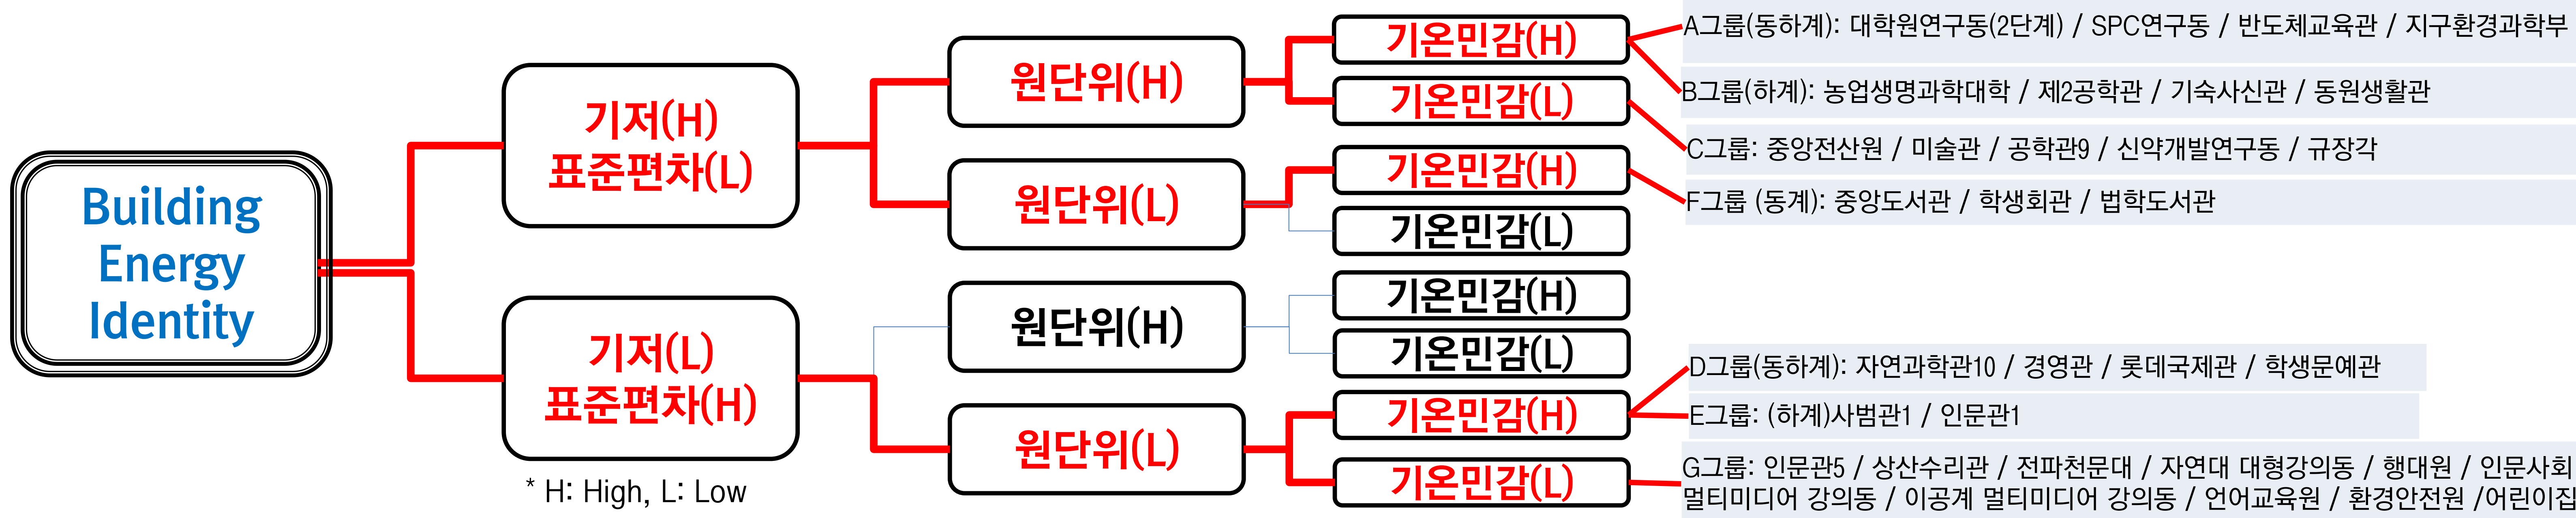 Building
Energy
Identity
기저(H)
표준편차(L)
기저(L)
표준편차(H)
* H: High, L: Low
원단위(H)
원단위(L)
원단위(H)
원단위(L)
기온민감(H)
기온민감(L)
기온민감(H)
기온민감(L)
기온민감(H)
기온민감(L)
기온민감(H)
기온민감(L)
A그룹(동하계): 대학원연구동(2단계) / SPC연구동 / 반도체교육관 / 지구환경과학부
B그룹(하계): 농업생명과학대학 / 제2공학관 / 기숙사신관 / 동원생활관
C그룹: 중앙전산원 / 미술관 / 공학관9 / 신약개발연구동 / 규장각
F그룹 (동계): 중앙도서관 / 학생회관 / 법학도서관
D그룹(동하계): 자연과학관10 / 경영관 / 롯데국제관 / 학생문예관
E그룹: (하계)사범관1 / 인문관1
G그룹: 인문관5 / 상산수리관 / 전파천문대 / 자연대 대형강의동 / 행대원 / 인문사회
멀티미디어 강의동 / 이공계 멀티미디어 강의동 / 언어교육원 / 환경안전원 /어린이집